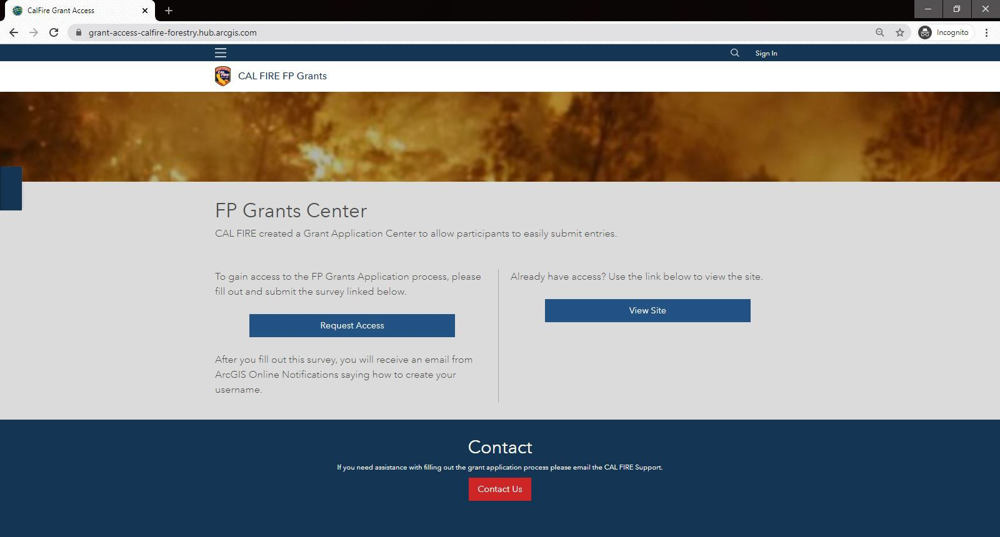 CalFire Grant Access
grant-access-calfire-forestry.hub.arcgis.com
Incognito
Sign In
CAL FIRE
CAL FIRE FP Grants
FP Grants Center
CAL FIRE created a Grant Application Center to allow participants to easily submit entries.
To gain access to the FP Grants Application process, please
fill out and submit the survey linked below.
Request Access
After you fill out this survey, you will receive an email from
ArcGIS Online Notifications saying how to create your
username.
Already have access? Use the link below to view the site.
View Site
Contact
If you need assistance with filling out the grant application process please email the CAL FIRE Support.
Contact Us